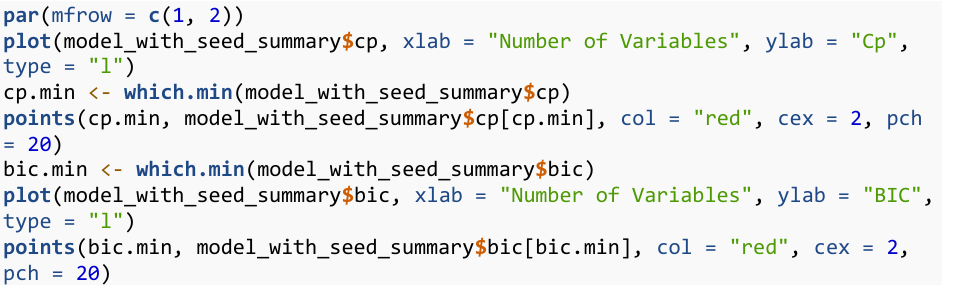 par(mfrow = c(1, 2))
plot(model_with_seed_summary$cp, xlab = "Number of Variables", ylab = "Cp",
type = "l")
cp.min <- which.min(model_with_seed_summary$cp)
points(cp.min, model_with_seed_summary$cp[cp.min], col = "red", cex = 2, pch
= 20)
bic.min <- which.min(model_with_seed_summary$bic)
plot(model_with_seed_summary$bic, xlab = "Number of Variables", ylab = "BIC",
type = "l")
points(bic.min, model_with_seed_summary$bic[bic.min], col = "red", cex = 2,
pch = 20)